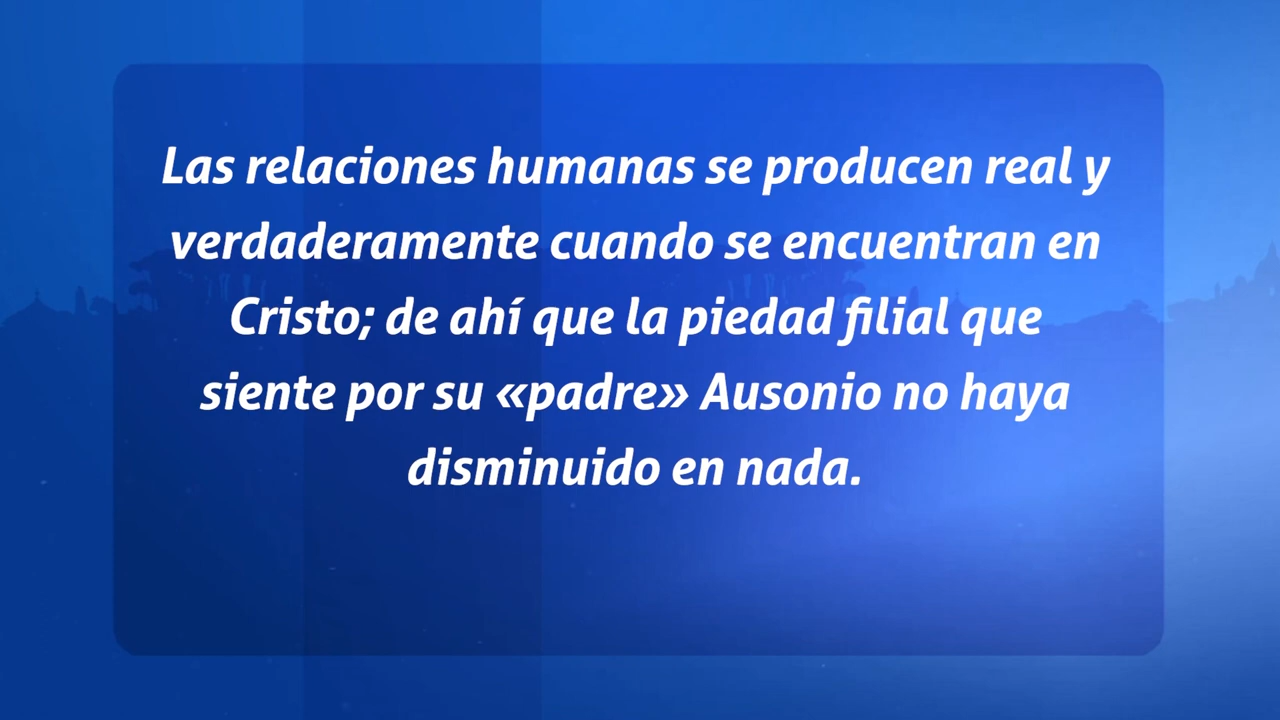 Las relaciones humanas se producen real y
verdaderamente cuando se encuentran en
Cristo; de ahí que la piedad filial que
siente por su «padre» Ausonio no haya
disminuido en nada.